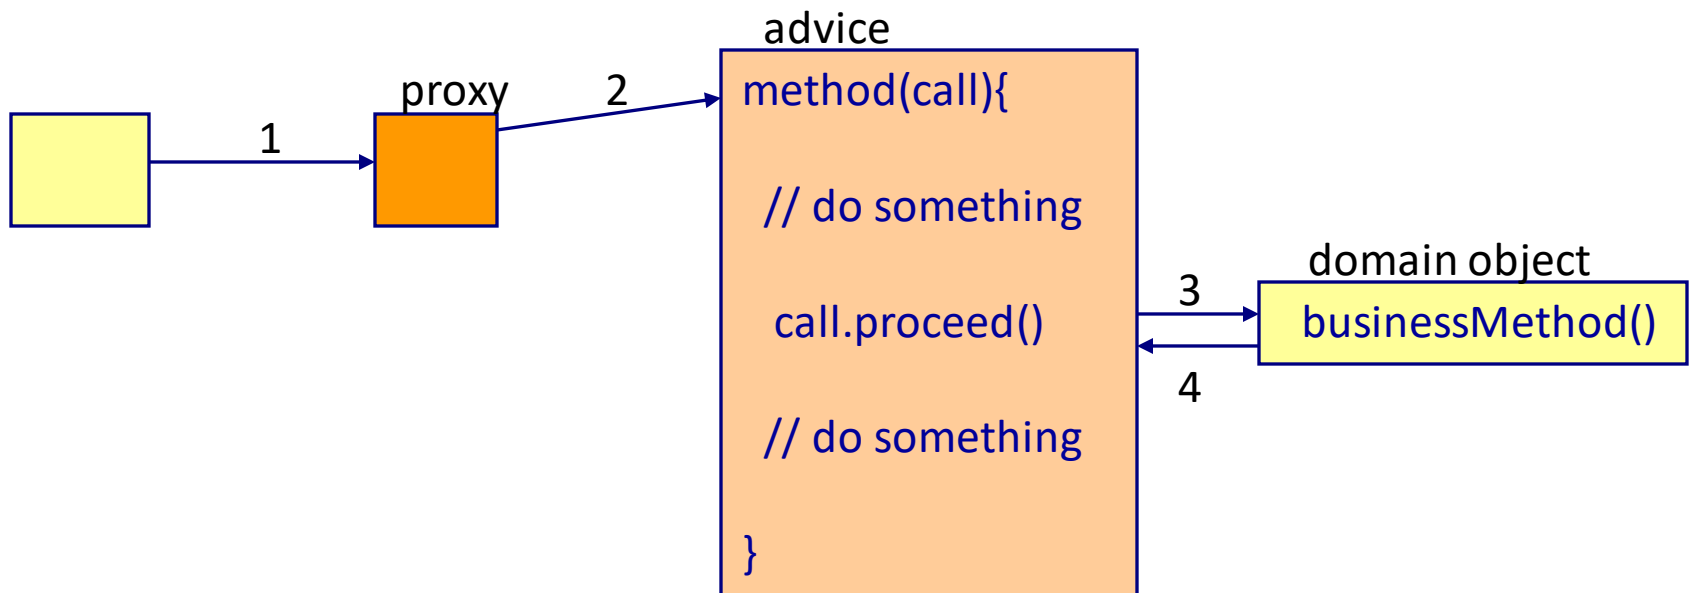 advice
proxy
2
method(call){
1
// do something
domain object
3
call.proceed()
businessMethod()
4
// do something
}